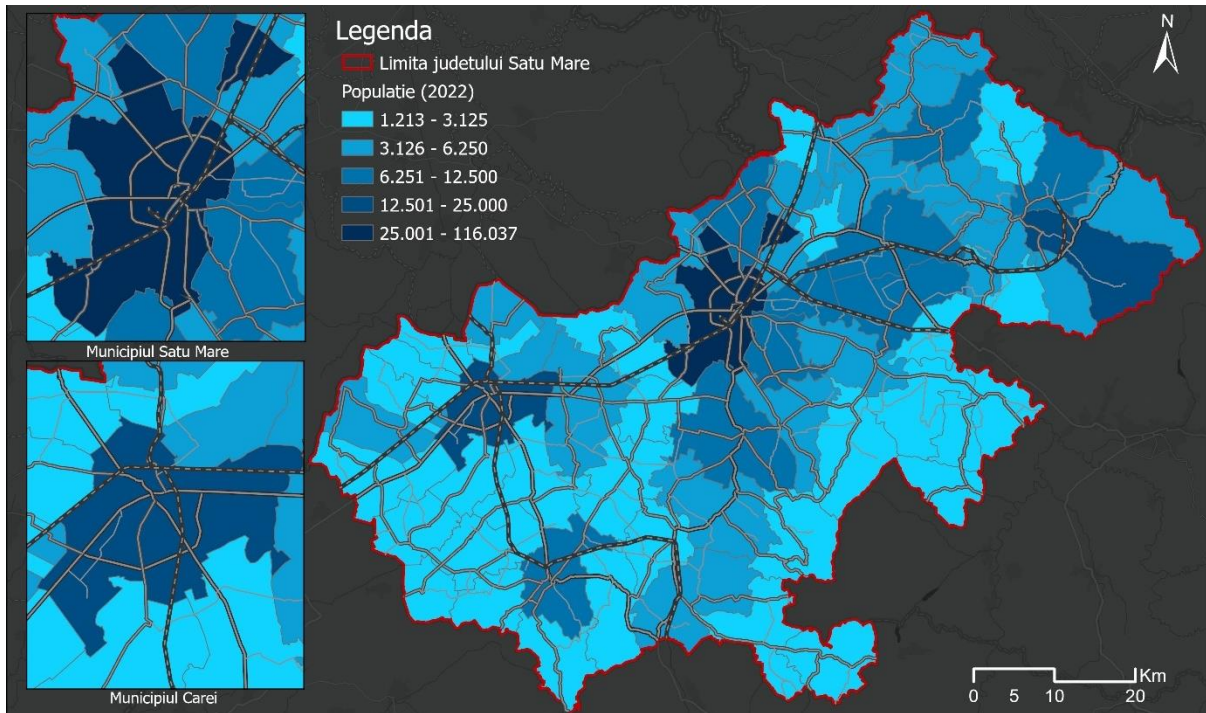 Legenda
Limita judetului Satu Mare
Populatie (2022)
1.213 - 3.125
3.126 - 6.250
6.251 - 12.500
12.501 - 25.000
25.001 - 116.037
Municipiul Satu Mare
Municipiul Carei
N
Km
0 5 10 20